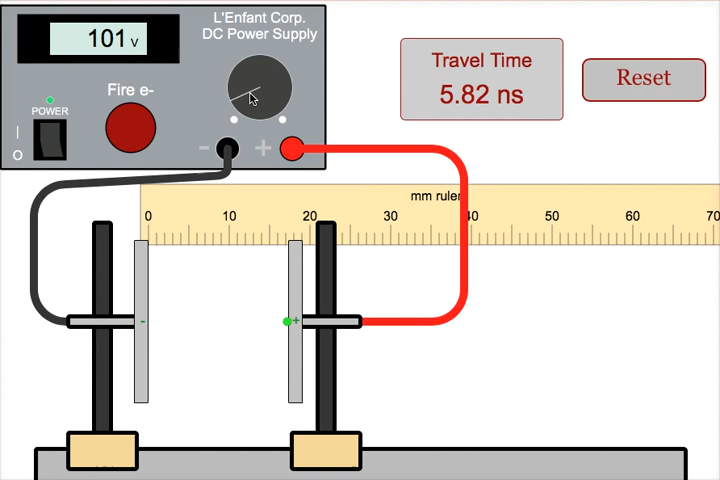 L'Enfant Corp.
DC Power Supply
101 v
Fire e-
POWER
|
O
- +
Travel Time
5.82 ns
Reset
mm ruler
0 10 20 30 40 50 60 70
- +